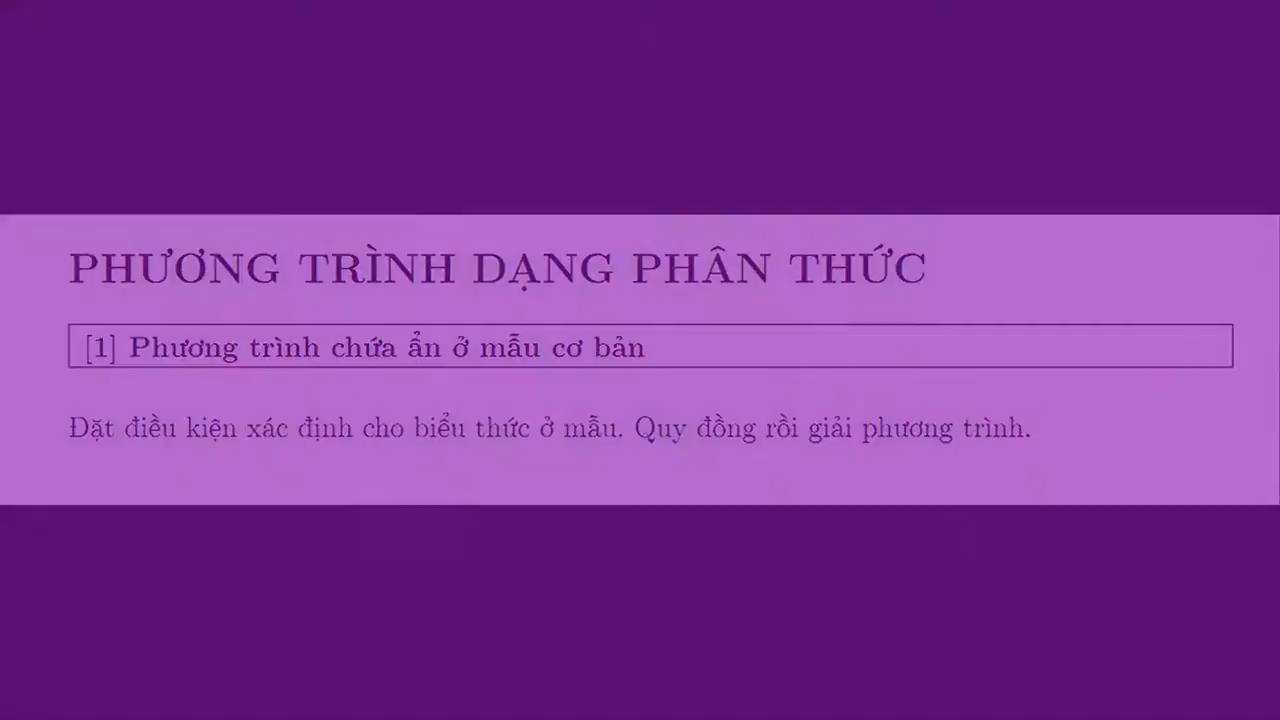 PHƯƠNG TRÌNH DẠNG PHÂN THỨC
[1] Phương trình chứa ẩn ở mẫu cơ bản
Đặt điều kiện xác định cho biểu thức ở mẫu. Quy đồng rồi giải phương trình.